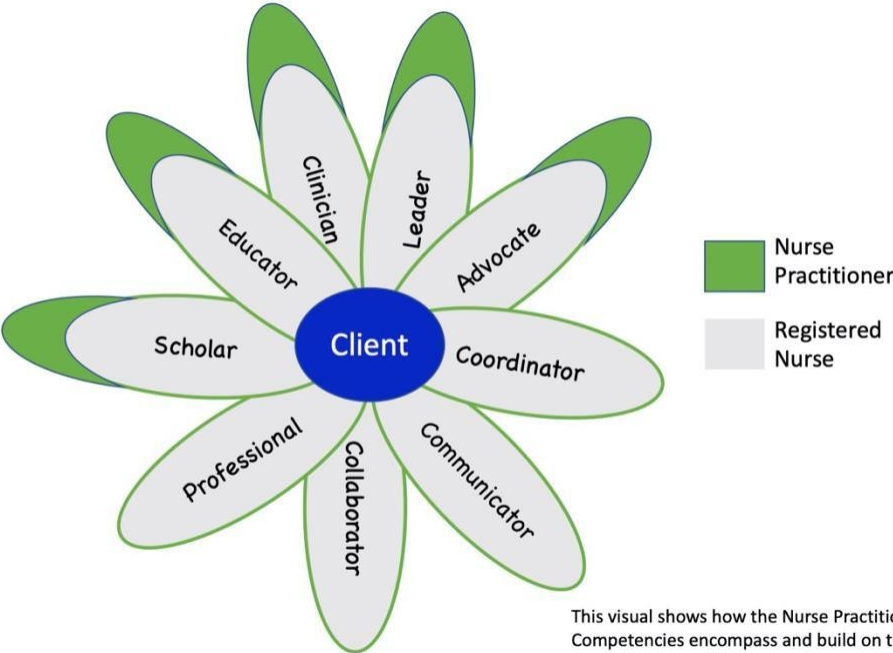 Clinician
Leader
Educator
Advocate
Scholar
Client
Coordinator
Professional
Collaborator
Communicator
Nurse
Practitioner
Registered
Nurse
This visual shows how the Nurse
Competencies encompass and build on